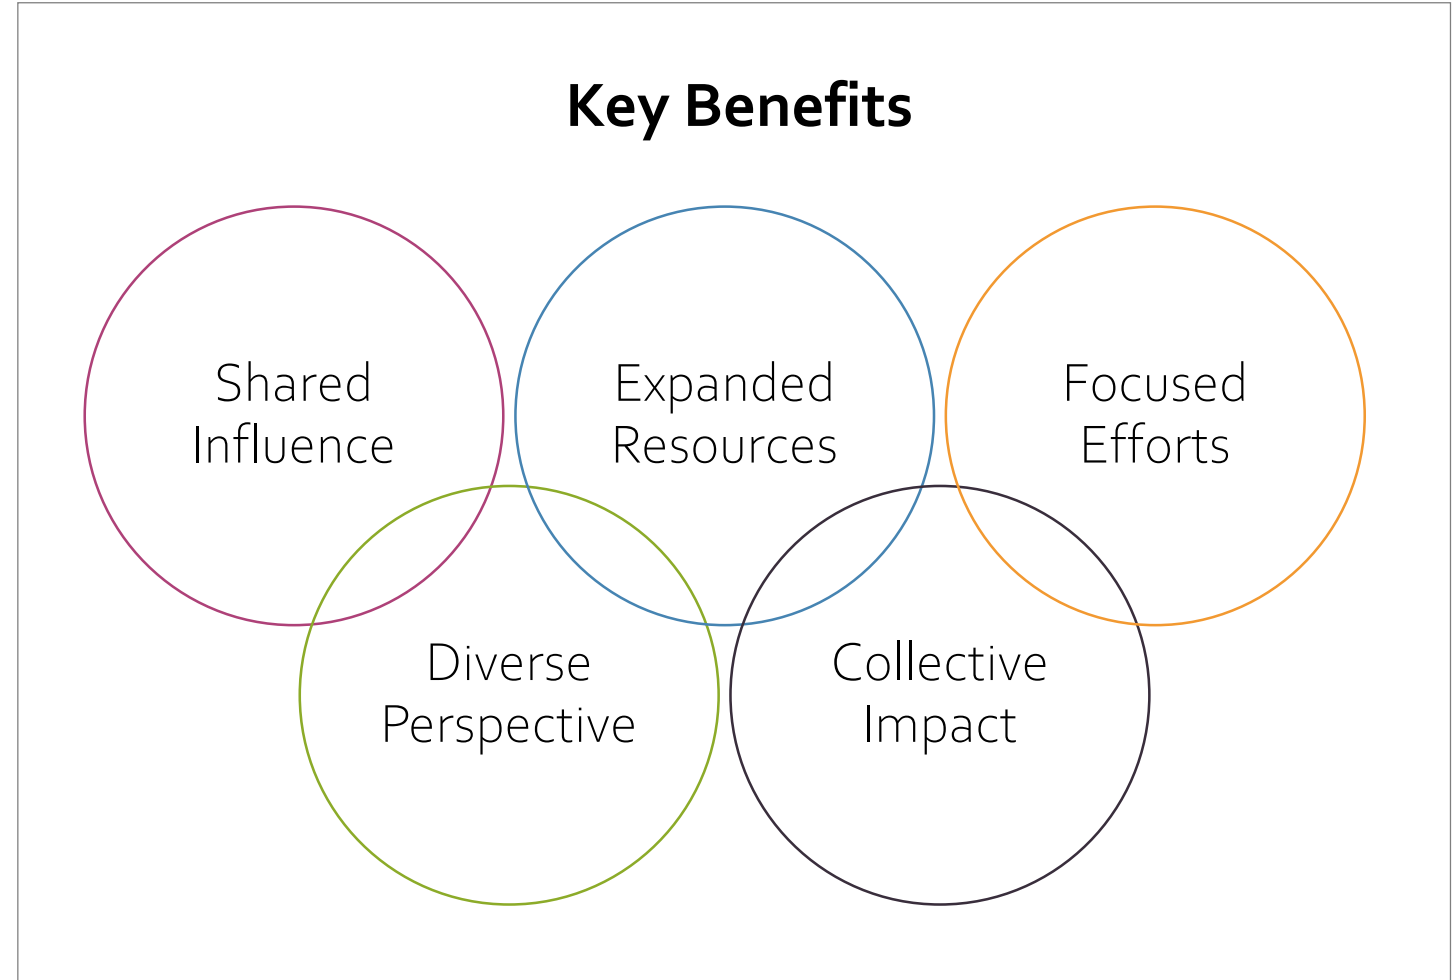 Key Benefits
Shared
Influence
Expanded
Resources
Focused
Efforts
Diverse
Perspective
Collective
Impact